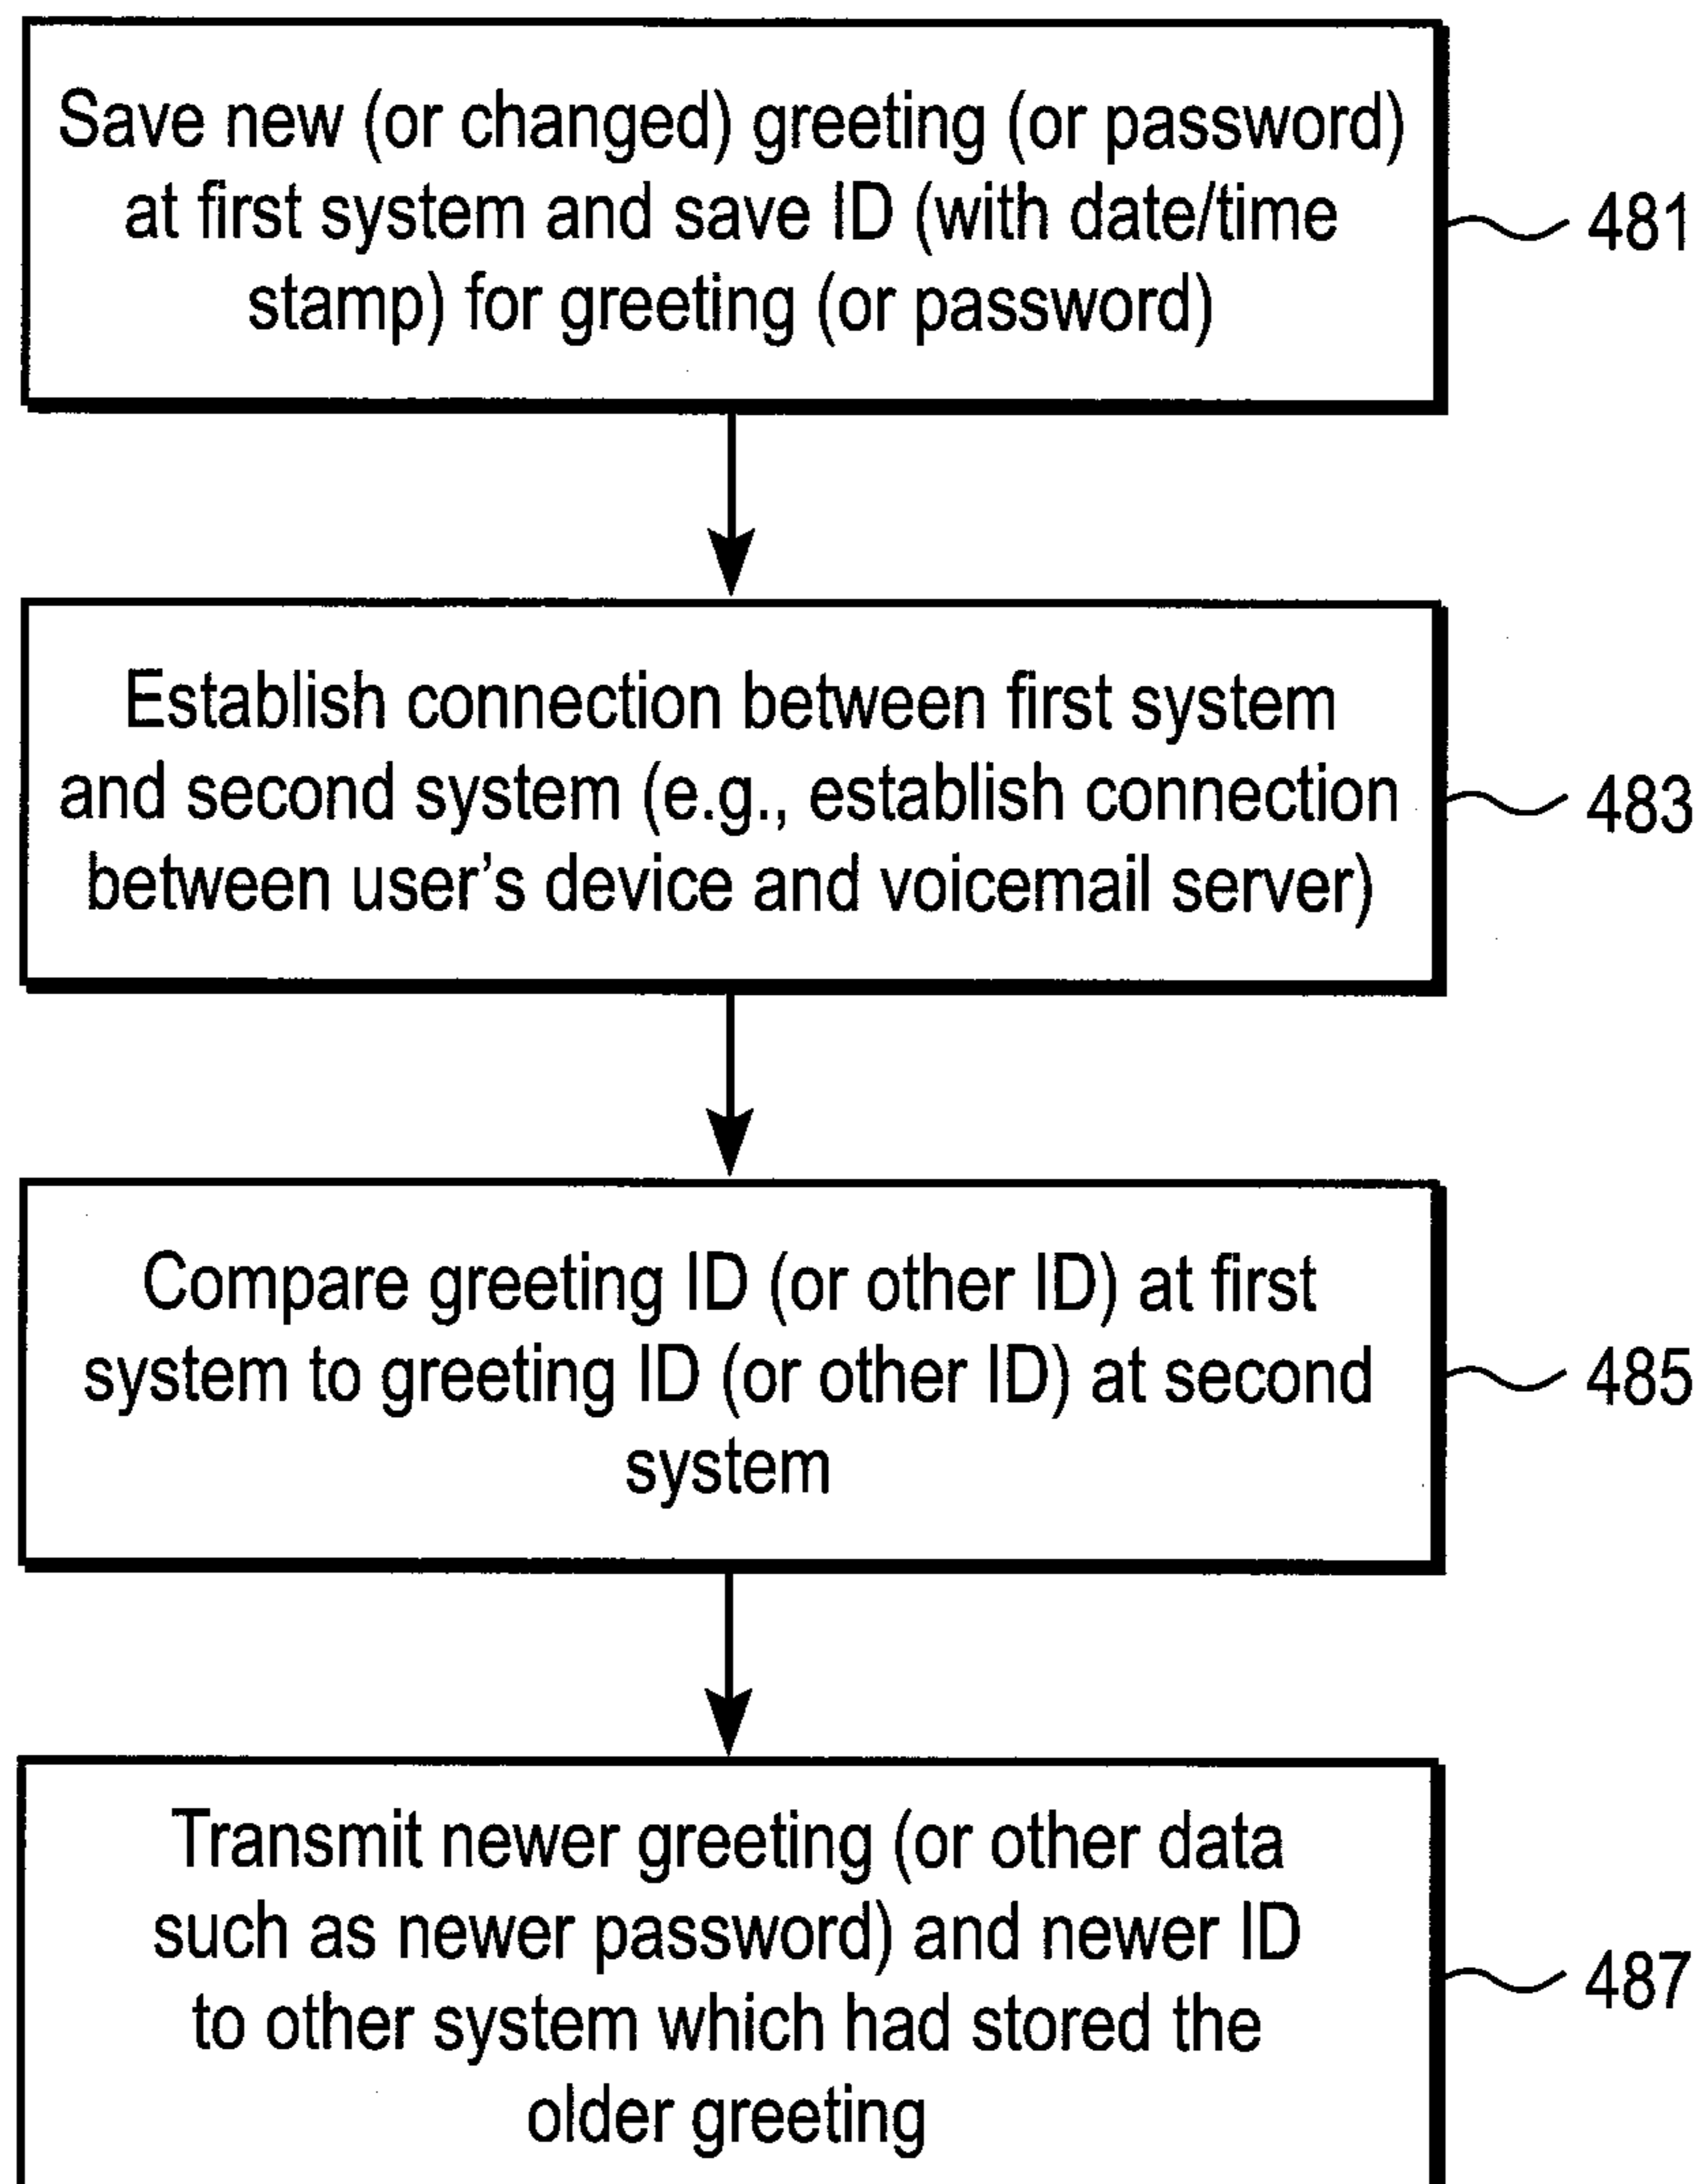 Save new (or changed) greeting (or password)
at first system and save ID (with date/time
stamp) for greeting (or password)
481
Establish connection between first system
and second system (e.g., establish connection
between user's device and voicemail server)
483
Compare greeting ID (or other ID) at first
system to greeting ID (or other ID) at second
system
485
Transmit newer greeting (or other data
such as newer password) and newer ID
to other system which had stored the
older greeting
487